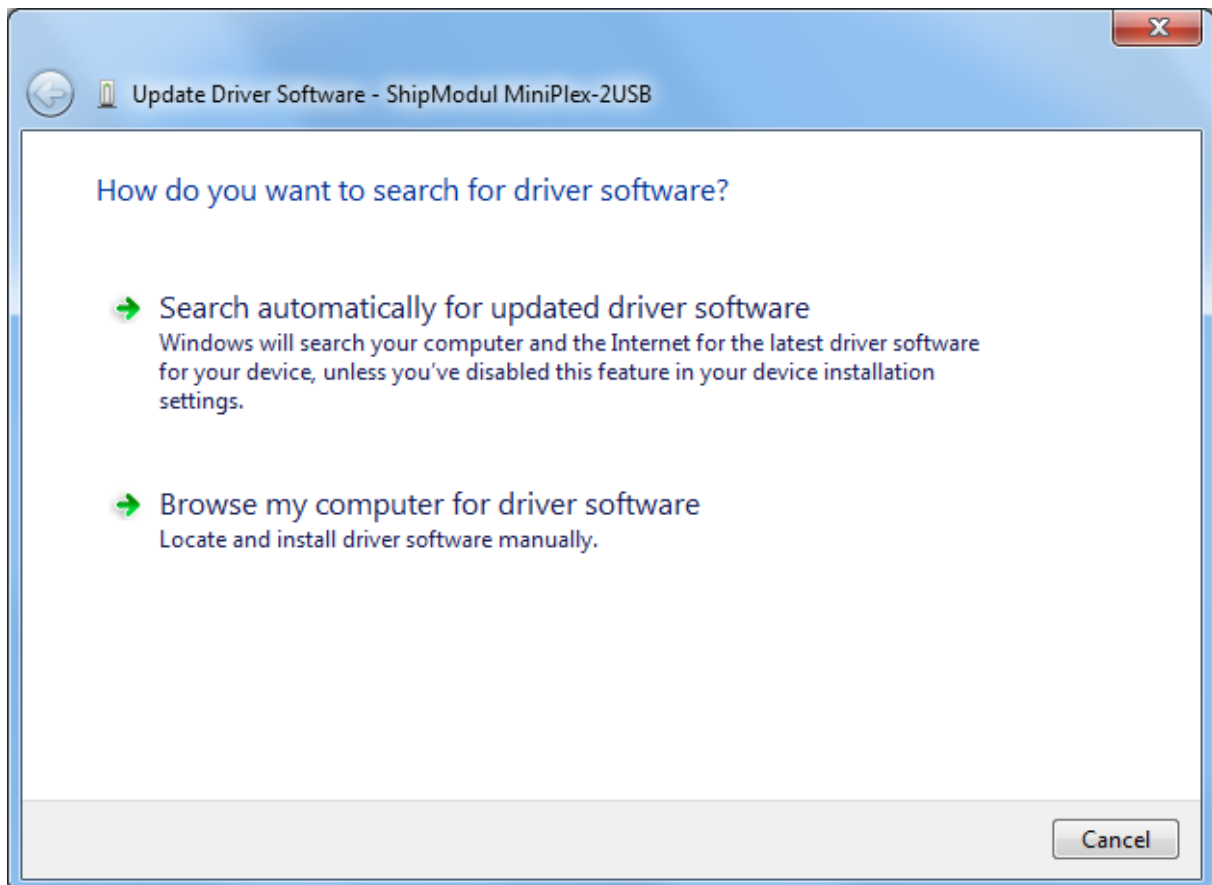 Update Driver Software - ShipModul MiniPlex-2USB
How do you want to search for driver software?
Search automatically for updated driver software
Windows will search your computer and the Internet for the latest driver software
for your device, unless you've disabled this feature in your device installation
settings.
Browse my computer for driver software
Locate and install driver software manually.
Cancel